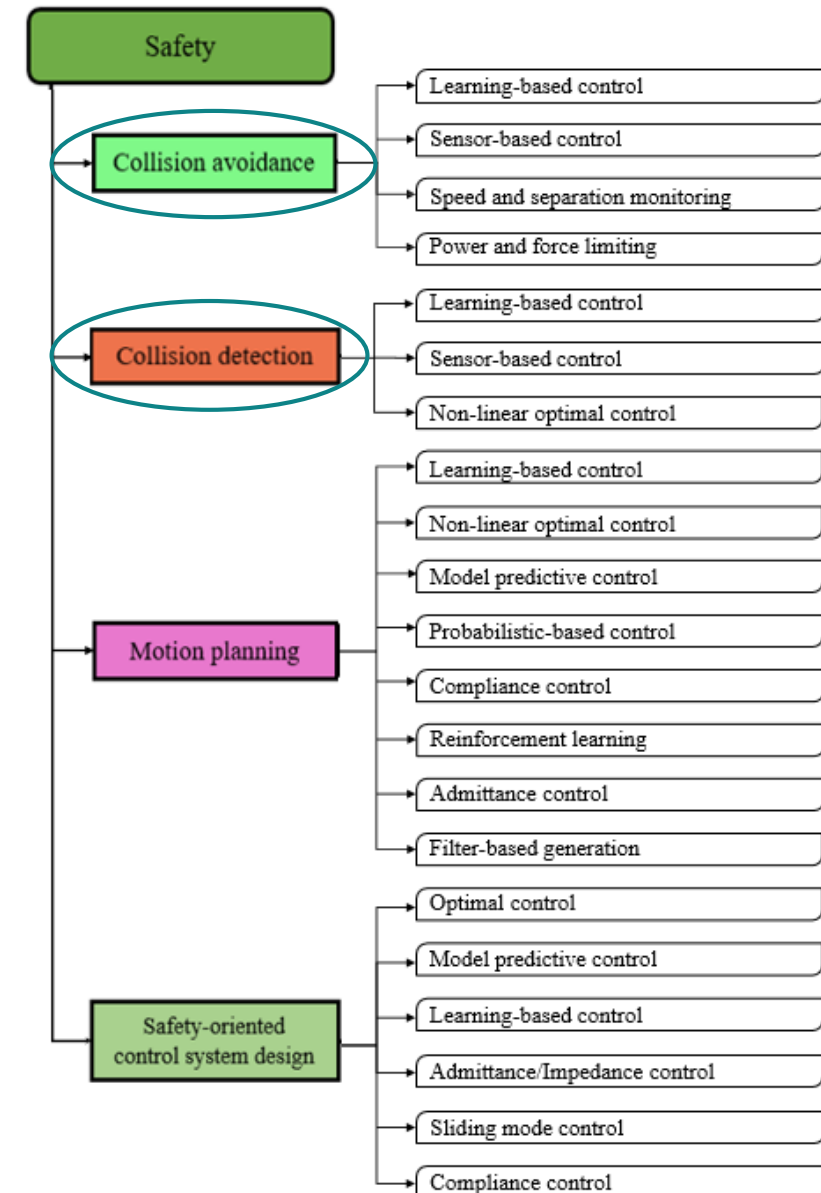 Safety
Collision avoidance
Learning-based control
Sensor-based control
Speed and separation monitoring
Power and force limiting
Collision detection
Learning-based control
Sensor-based control
Non-linear optimal control
Motion planning
Learning-based control
Non-linear optimal control
Model predictive control
Probabilistic-based control
Compliance control
Reinforcement learning
Admittance control
Filter-based generation
Safety-oriented
control system design
Optimal control
Model predictive control
Learning-based control
Admittance/Impedance control
Sliding mode control
Compliance control